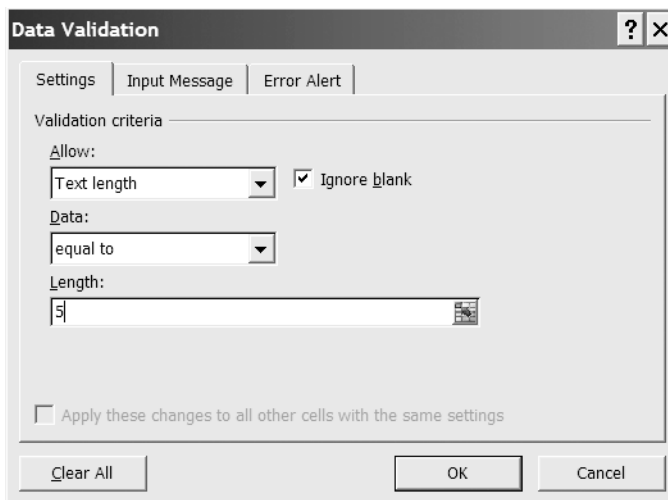 Data Validation ? ×
Settings Input Message Error Alert
Validation criteria
Allow:
Text length Ignore blank
Data:
equal to
Length:
5
Apply these changes to all other cells with the same settings
Clear All OK Cancel